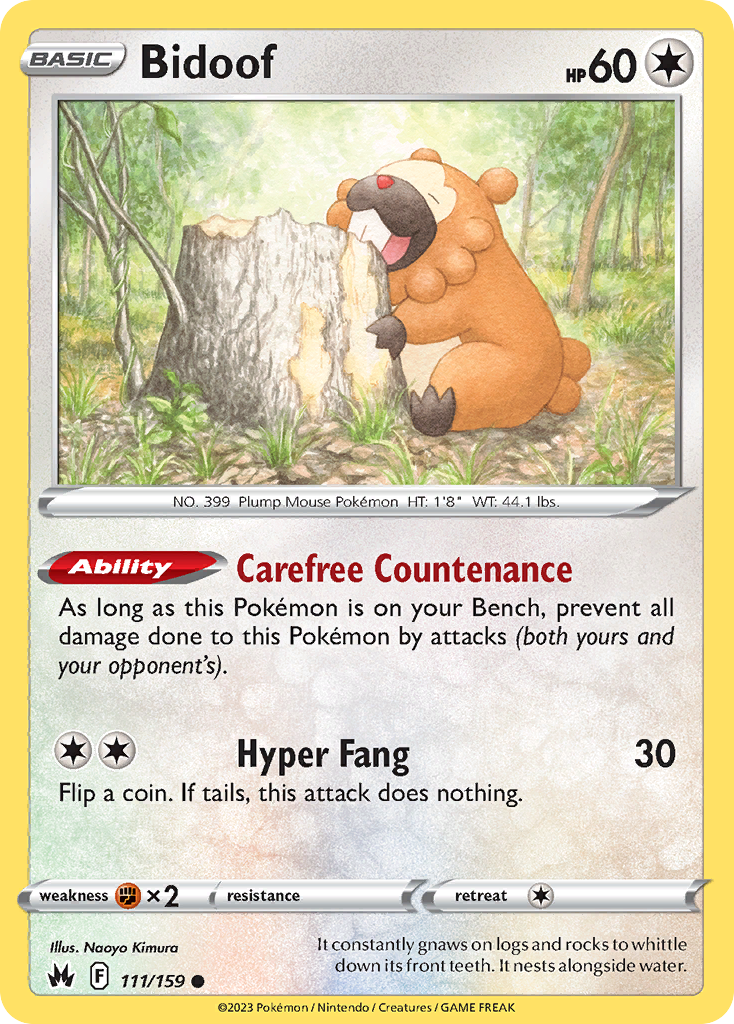 BASIC Bidoof HP60
NO. 399 Plump Mouse Pokémon HT: 1'8" WT: 44.1 lbs.
Ability Carefree Countenance
As long as this Pokémon is on your Bench, prevent all
damage done to this Pokémon by attacks (both yours and
your opponent's).
Hyper Fang 30
Flip a coin. If tails, this attack does nothing.
weakness ×2 resistance retreat
Illus. Naoyo Kimura
It constantly gnaws on logs and rocks to whittle
down its front teeth. It nests alongside water.
F 111/159
©2023 Pokémon / Nintendo / Creatures / GAME FREAK